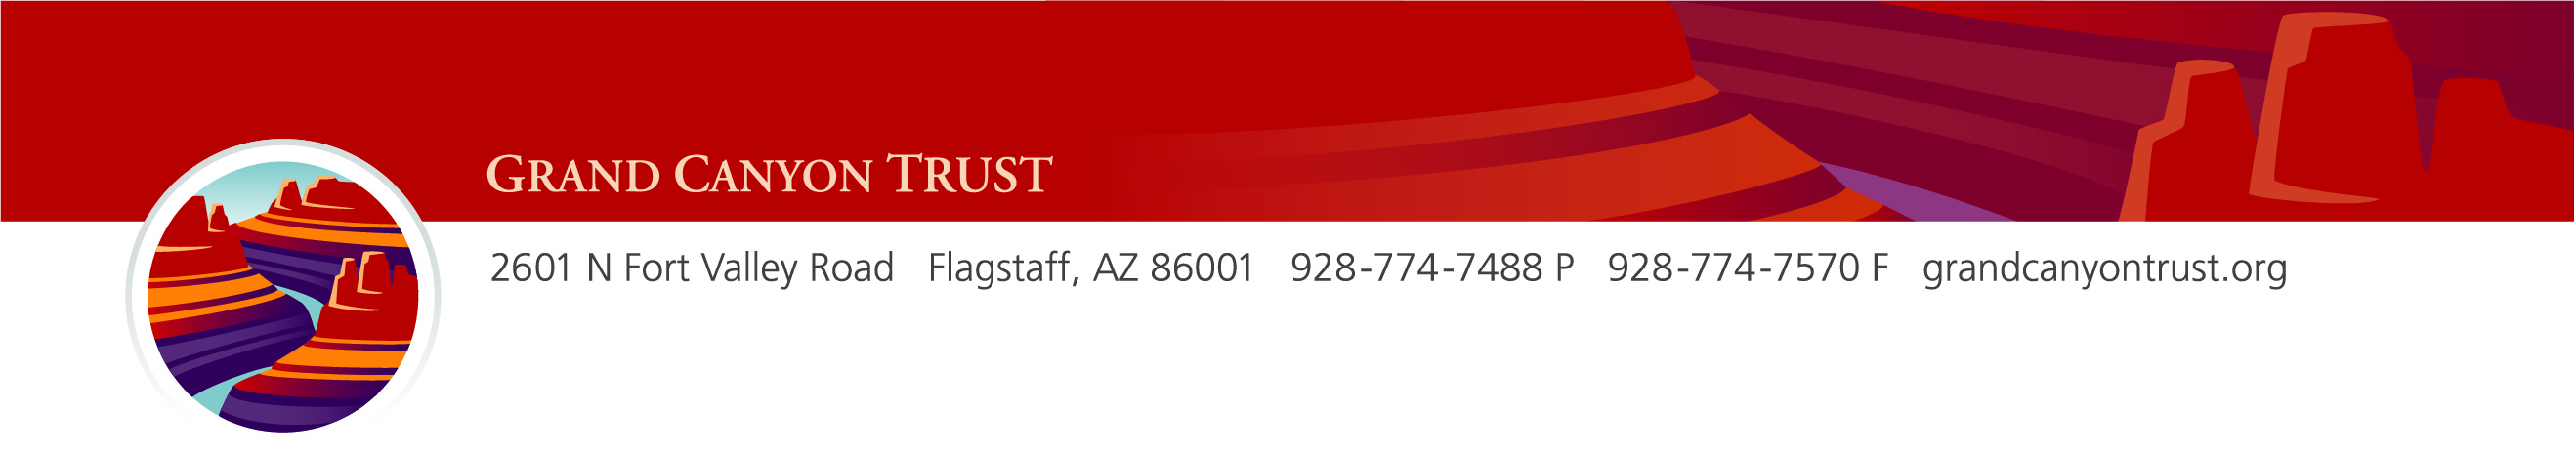 GRAND CANYON TRUST
2601 N Fort Valley Road Flagstaff, AZ 86001 928-774-7488 P 928-774-7570 F grandcanyontrust.org